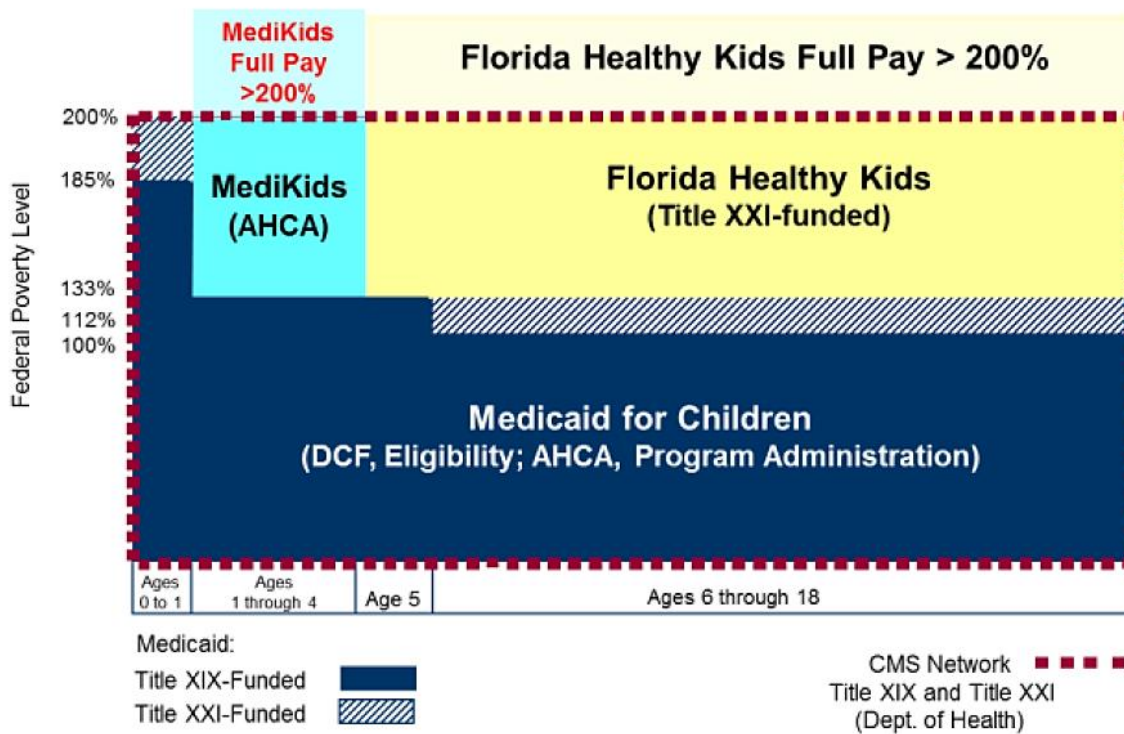 MediKids
Full Pay
>200%
Florida Healthy Kids Full Pay > 200%
200%
185%
133%
112%
100%
Federal Poverty Level
MediKids
(AHCA)
Florida Healthy Kids
(Title XXI-funded)
Medicaid for Children
(DCF, Eligibility; AHCA, Program Administration)
Ages
0 to 1
Ages
1 through 4
Age 5
Ages 6 through 18
Medicaid:
Title XIX-Funded
Title XXI-Funded
CMS Network
Title XIX and Title XXI
(Dept. of Health)